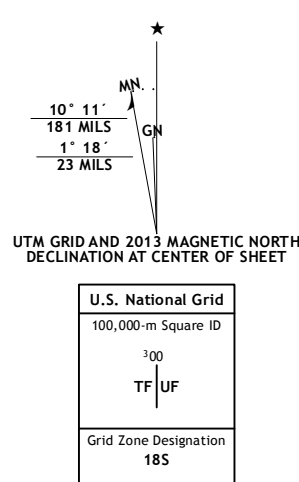 ★
MN
10° 11´
181 MILS
GN
1° 18´
23 MILS
UTM GRID AND 2013 MAGNETIC NORTH
DECLINATION AT CENTER OF SHEET
U.S. National Grid
100,000-m Square ID
³00
TF UF
Grid Zone Designation
18S